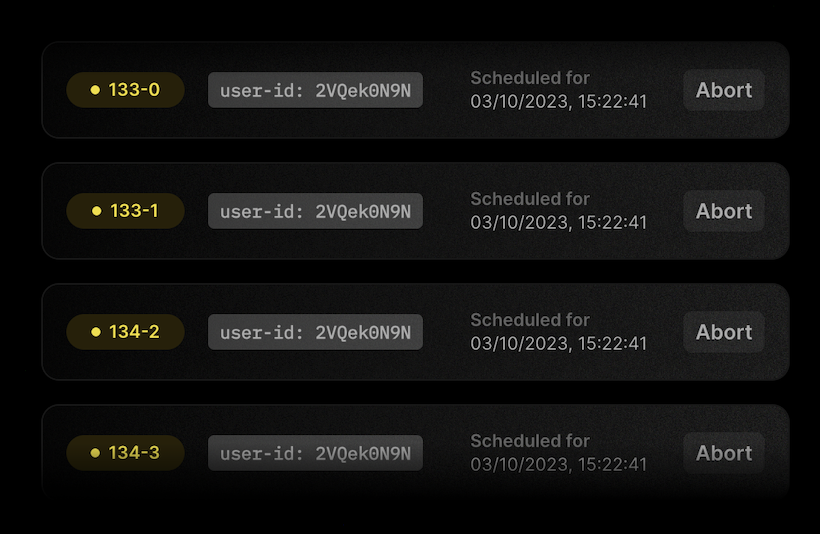 133-0
user-id: 2VQek0N9N
Scheduled for
03/10/2023, 15:22:41
Abort
133-1
user-id: 2VQek0N9N
Scheduled for
03/10/2023, 15:22:41
Abort
134-2
user-id: 2VQek0N9N
Scheduled for
03/10/2023, 15:22:41
Abort
134-3
user-id: 2VQek0N9N
Scheduled for
03/10/2023, 15:22:41
Abort